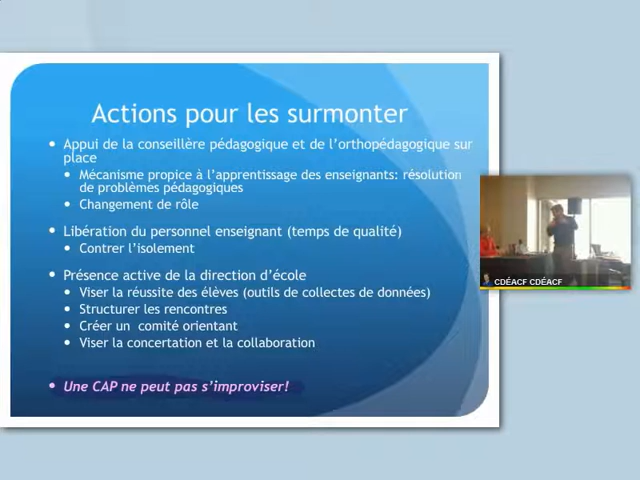 Actions pour les surmonter
Appui de la conseillère pédagogique et de l'orthopédagogique sur
place
Mécanisme propice à l'apprentissage des enseignants: résolution
de problèmes pédagogiques
Changement de rôle
Libération du personnel enseignant (temps de qualité)
Contrer l'isolement
Présence active de la direction d'école
Viser la réussite des élèves (outils de collectes de données)
Structurer les rencontres
Créer un comité orientant
Viser la concertation et la collaboration
Une CAP ne peut pas s'improviser!
CDÉACF CDÉACF